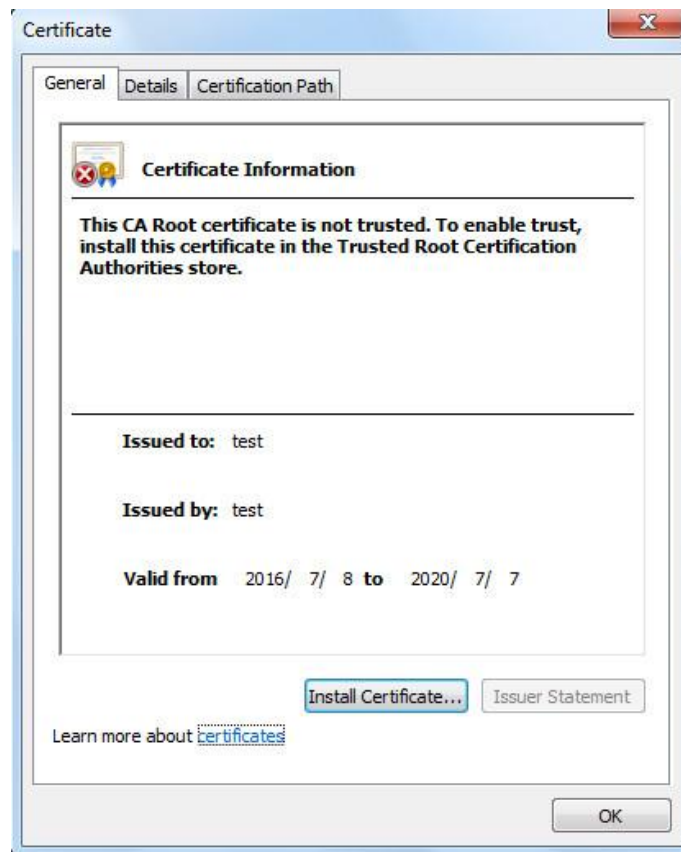 Certificate
General Details Certification Path
Certificate Information
This CA Root certificate is not trusted. To enable trust,
install this certificate in the Trusted Root Certification
Authorities store.
Issued to: test
Issued by: test
Valid from 2016/ 7/ 8 to 2020/ 7/ 7
Install Certificate... Issuer Statement
Learn more about certificates
OK